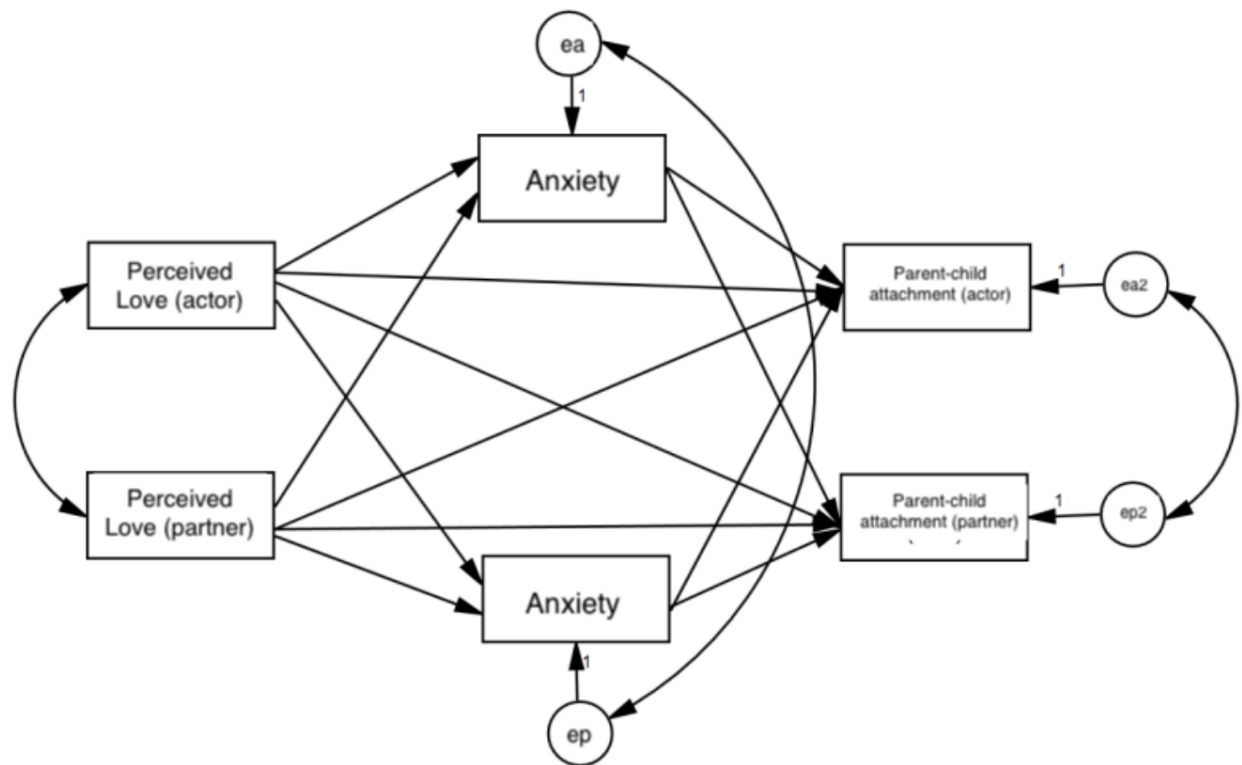 ea
1
Anxiety
Perceived
Love (actor)
Parent-child
attachment (actor)
1
ea2
Perceived
Love (partner)
Parent-child
attachment (partner)
1
ep2
Anxiety
1
ep